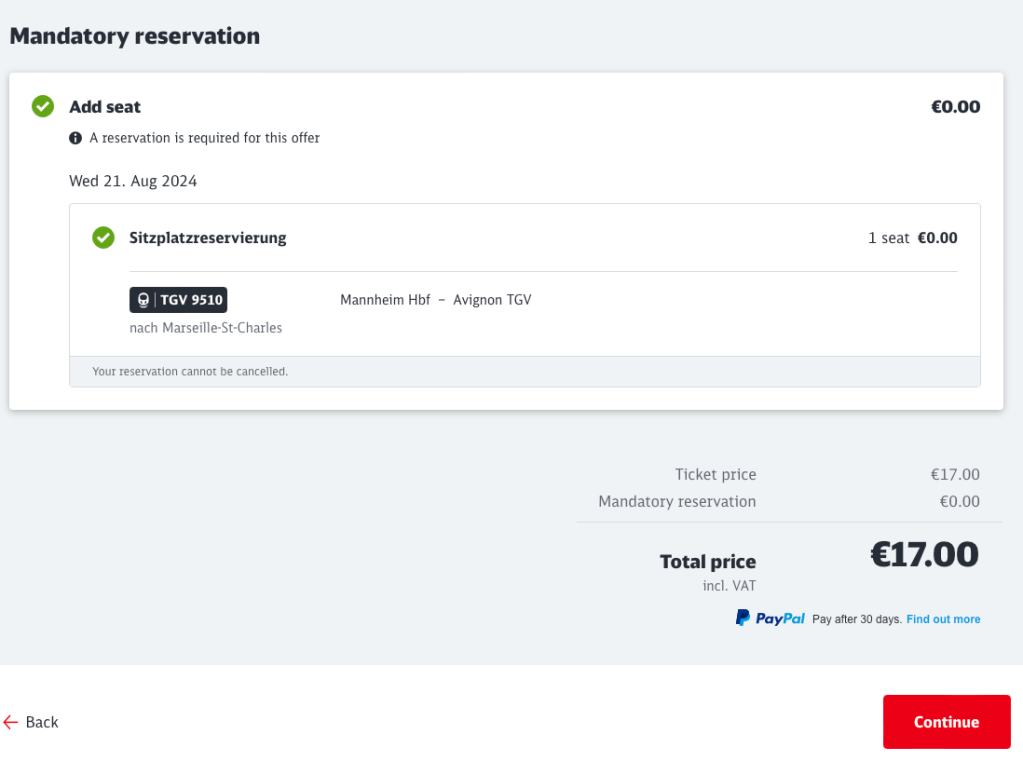 Mandatory reservation
Add seat €0.00
A reservation is required for this offer
Wed 21. Aug 2024
Sitzplatzreservierung 1 seat €0.00
TGV 9510 Mannheim Hbf – Avignon TGV
nach Marseille-St-Charles
Your reservation cannot be cancelled.
Ticket price €17.00
Mandatory reservation €0.00
Total price €17.00
incl. VAT
PayPal Pay after 30 days. Find out more
Back Continue